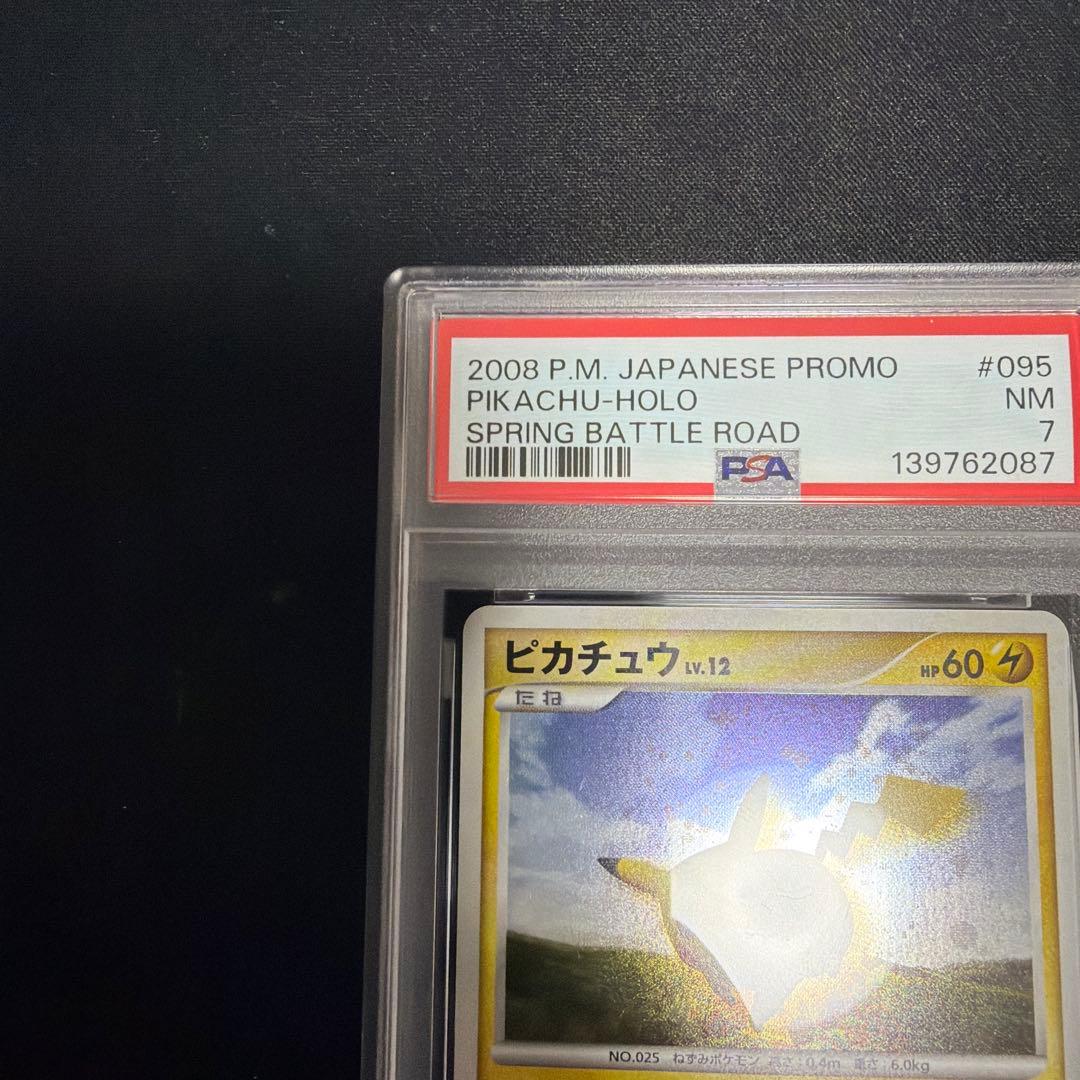 2008 P.M. JAPANESE PROMO #095
PIKACHU-HOLO NM
SPRING BATTLE ROAD 7
PSA 139762087
ピカチュウ LV.12 HP60
たね
NO.025 ねずみポケモン 高さ:0.4m 重さ:6.0kg